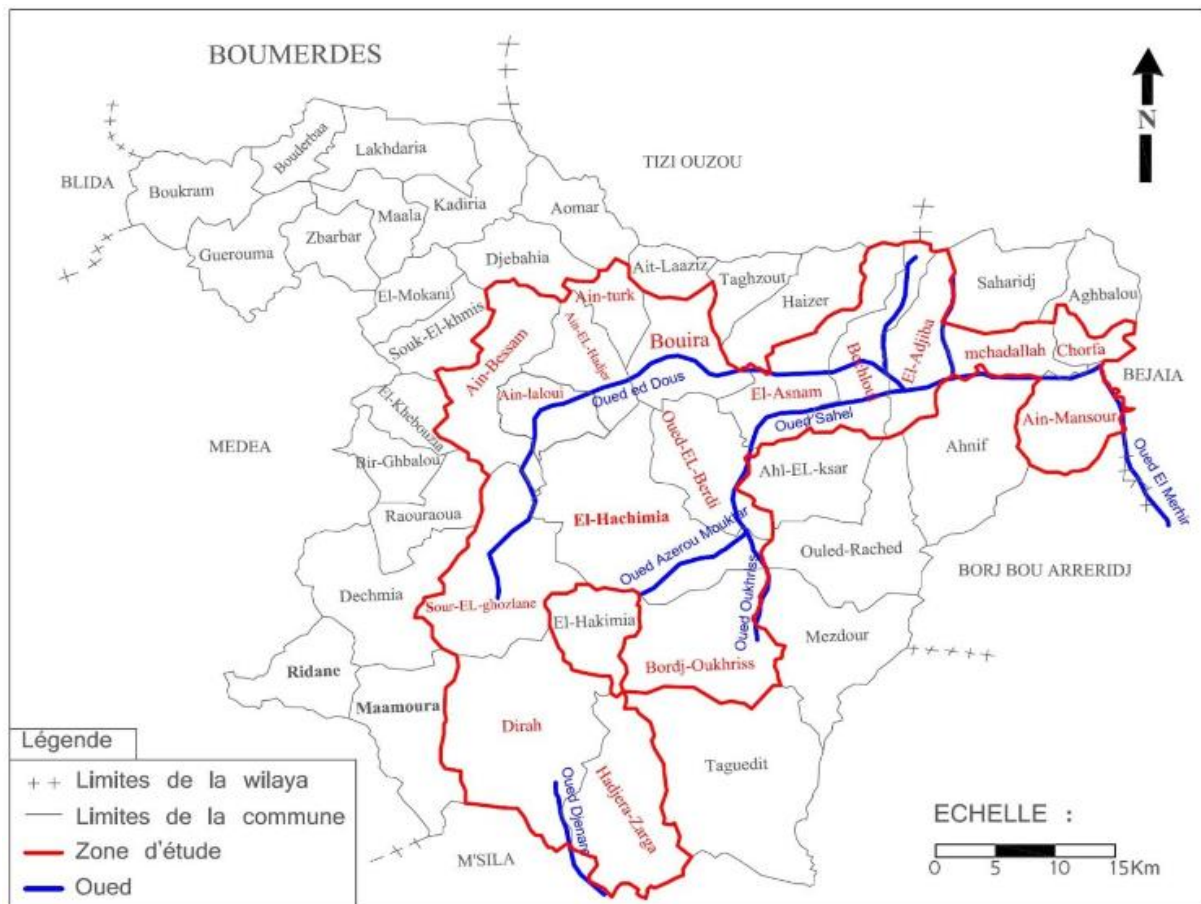 BOUMERDES
N
TIZI OUZOU
BLIDA
Bouderbaa
Lakhdaria
Boukram
Maala
Kadiria
Aomar
Zbarbar
Guerouma
Djebahia
Ait-Laaziz
Taghzout
Haizer
Saharidj
Aghbalou
El-Mokani
Ain-turk
Souk-El-khmis
Ain-EL-Hadjer
Bouira
El-Adjiba
Bechloul
mchadallah
Chorfa
BEJAIA
Ain-Bessam
Ain-laloui
Oued ed Dous
El-Asnam
Oued Sahel
Ain-Mansour
El-Khebouzia
MEDEA
Bir-Ghbalou
Oued-EL-Berdi
Ahl-EL-ksar
Ahnif
Oued El Merhir
Raouraoua
El-Hachimia
Oued Azerou Mouktar
Ouled-Rached
BORJ BOU ARRERIDJ
Dechmia
Sour-EL-ghozlane
El-Hakimia
Oued Oukhriss
Mezdour
Bordj-Oukhriss
Ridane
Maamoura
Dirah
Hadjera-Zarga
Taguedit
Oued Djenane
M'SILA
Légende
Limites de la wilaya
Limites de la commune
Zone d'étude
Oued
ECHELLE :
0 5 10 15Km